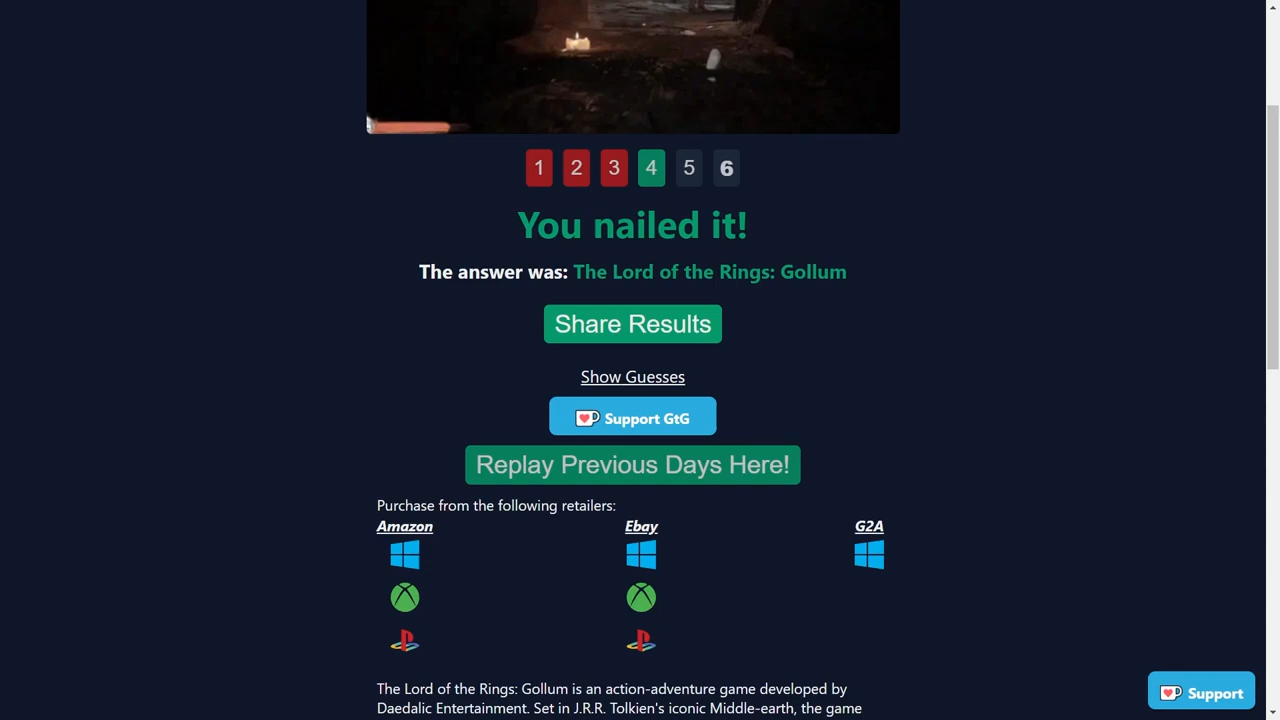 1 2 3 4 5 6
You nailed it!
The answer was: The Lord of the Rings: Gollum
Share Results
Show Guesses
Support GtG
Replay Previous Days Here!
Purchase from the following retailers:
Amazon Ebay G2A
The Lord of the Rings: Gollum is an action-adventure game developed by
Daedalic Entertainment. Set in J.R.R. Tolkien's iconic Middle-earth, the game
Support